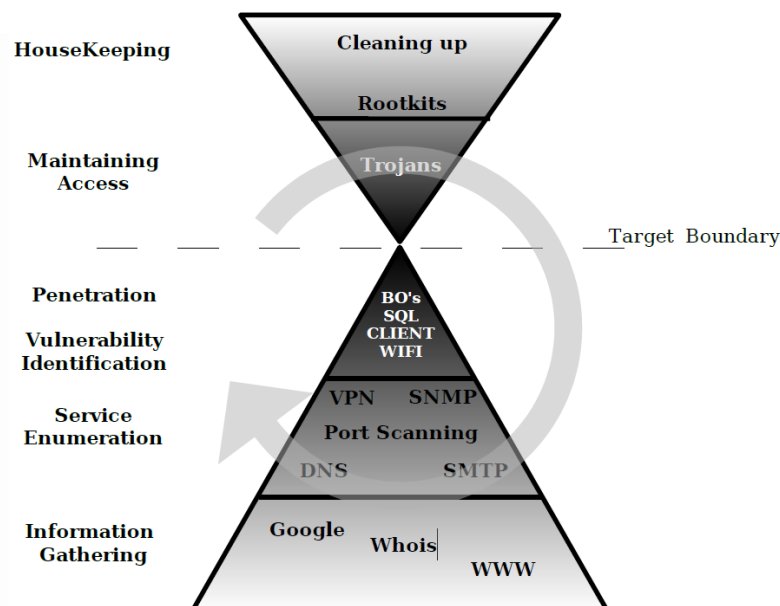 HouseKeeping
Cleaning up
Rootkits
Maintaining
Access
Trojans
Target Boundary
Penetration
BO's
SQL
CLIENT
WIFI
Vulnerability
Identification
Service
Enumeration
VPN SNMP
Port Scanning
DNS SMTP
Information
Gathering
Google
Whois
WWW